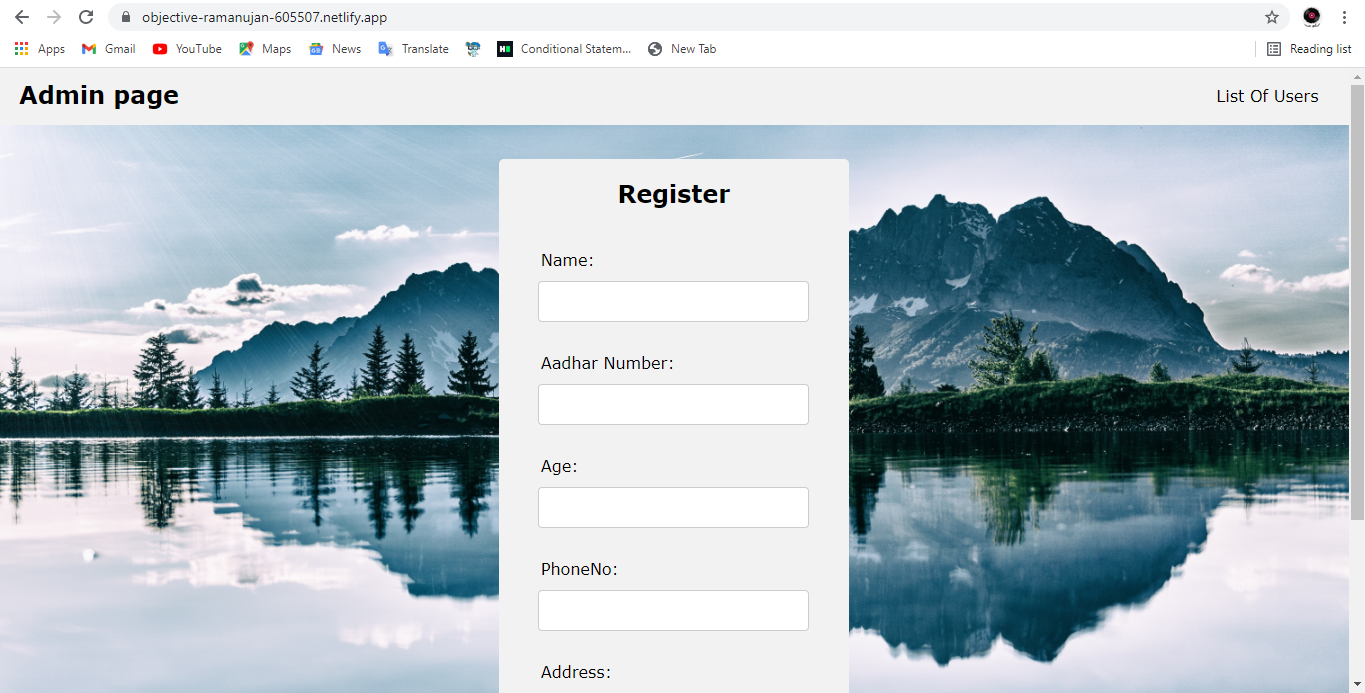 objective-ramanujan-605507.netlify.app
Apps Gmail YouTube Maps News Translate Conditional Statem... New Tab Reading list
Admin page List Of Users
Register
Name:
Aadhar Number:
Age:
PhoneNo:
Address: